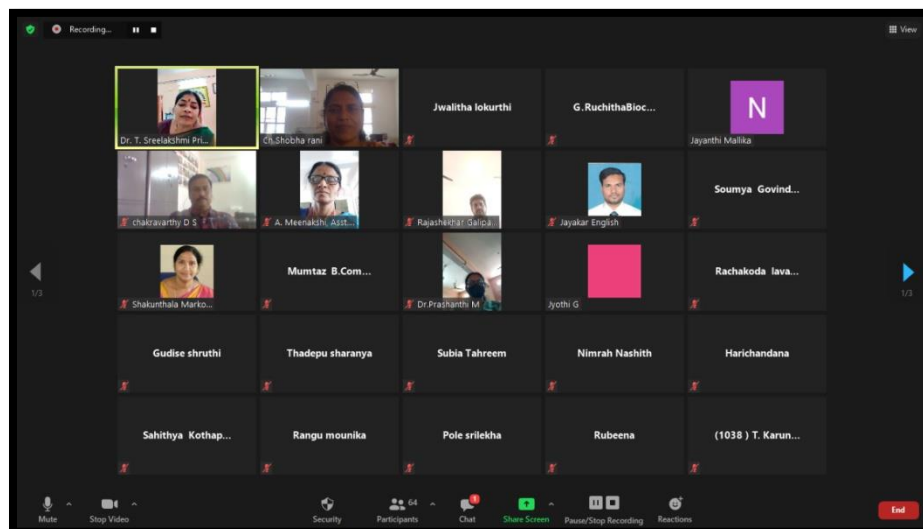 Recording...
View
Dr. T. Sreelakshmi Pri...
Ch.Shobha rani
Jwalitha lokurthi
G.RuchithaBioc...
N
Jayanthi Mallika
chakravarthy D S
A. Meenakshi, Asst...
Rajashekhar Galipa...
Jayakar English
Soumya Govind...
Shakunthala Marko...
Mumtaz B.Com...
Dr.Prashanthi M
Jyothi G
Rachakoda lava...
1/3
1/3
Gudise shruthi
Thadepu sharanya
Subia Tahreem
Nimrah Nashith
Harichandana
Sahithya Kothap...
Rangu mounika
Pole srilekha
Rubeena
(1038 ) T. Karun...
Mute
Stop Video
Security
Participants
64
Chat
1
Share Screen
Pause/Stop Recording
Reactions
End